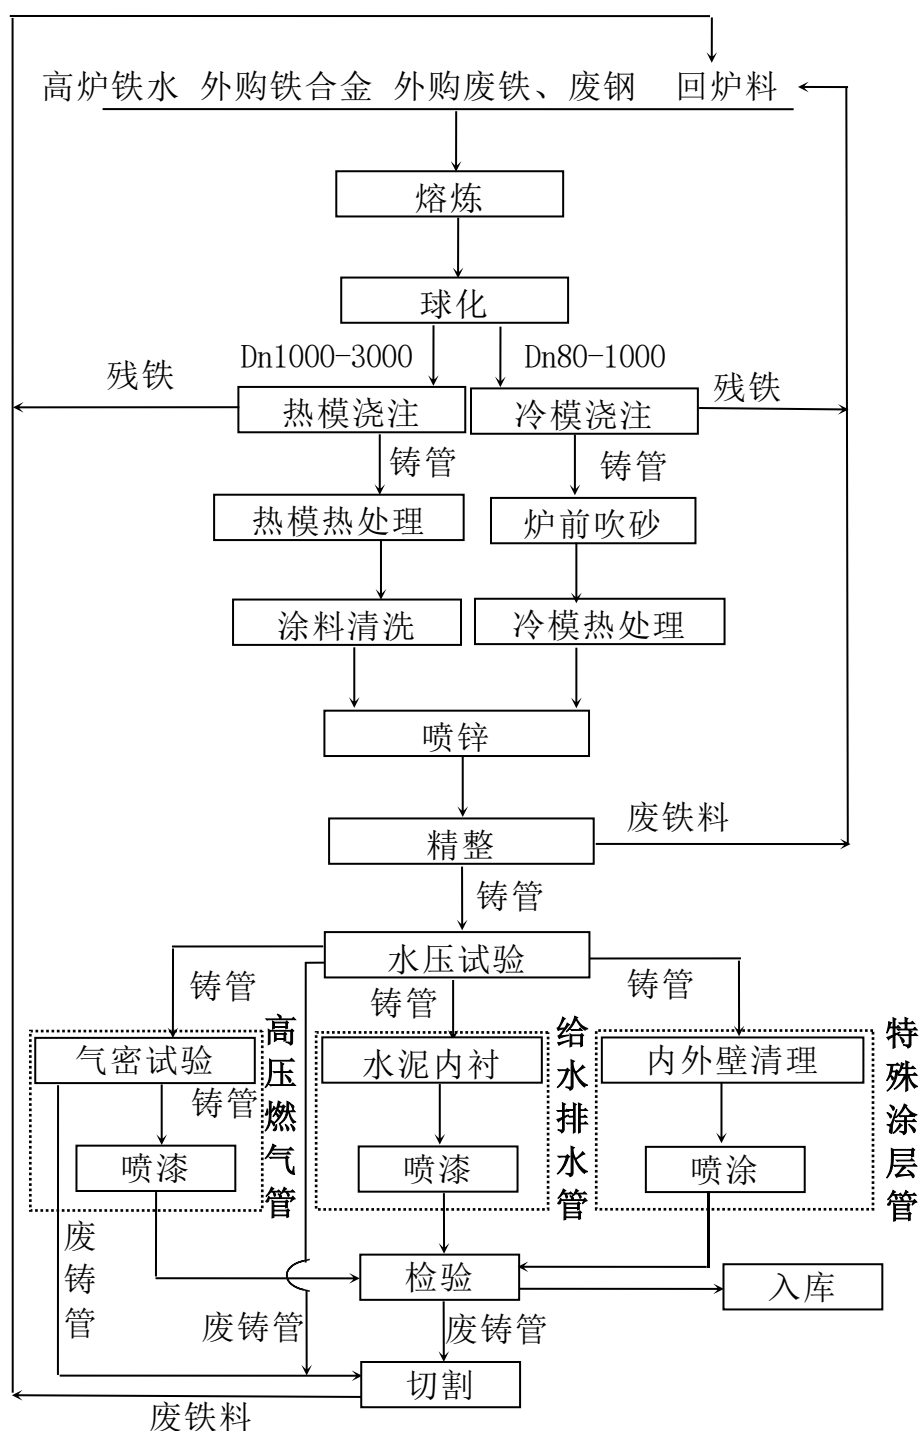 高炉铁水 外购铁合金 外购废铁、废钢 回炉料
熔炼
球化
Dn1000-3000
Dn80-1000
残铁
残铁
热模浇注
冷模浇注
铸管
铸管
热模热处理
炉前吹砂
涂料清洗
冷模热处理
喷锌
精整
废铁料
铸管
水压试验
铸管
铸管
铸管
气密试验
铸管
喷漆
高压燃气管
水泥内衬
喷漆
给水排水管
内外壁清理
喷涂
特殊涂层管
废铸管
检验
入库
废铸管
废铸管
切割
废铁料